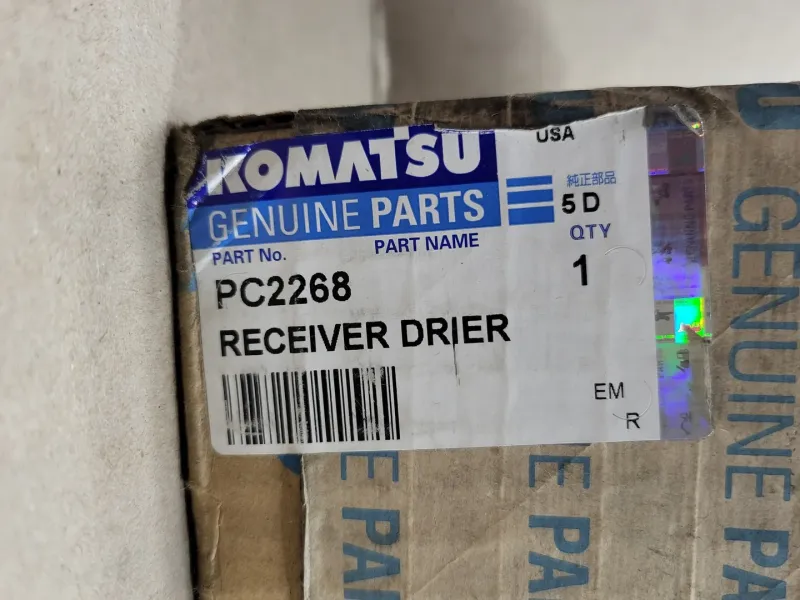 USA
KOMATSU
純正部品
GENUINE PARTS
5 D
PART No.
PART NAME
QTY
PC2268
1
RECEIVER DRIER
EM
R
GENUINE PA
E PA
PA